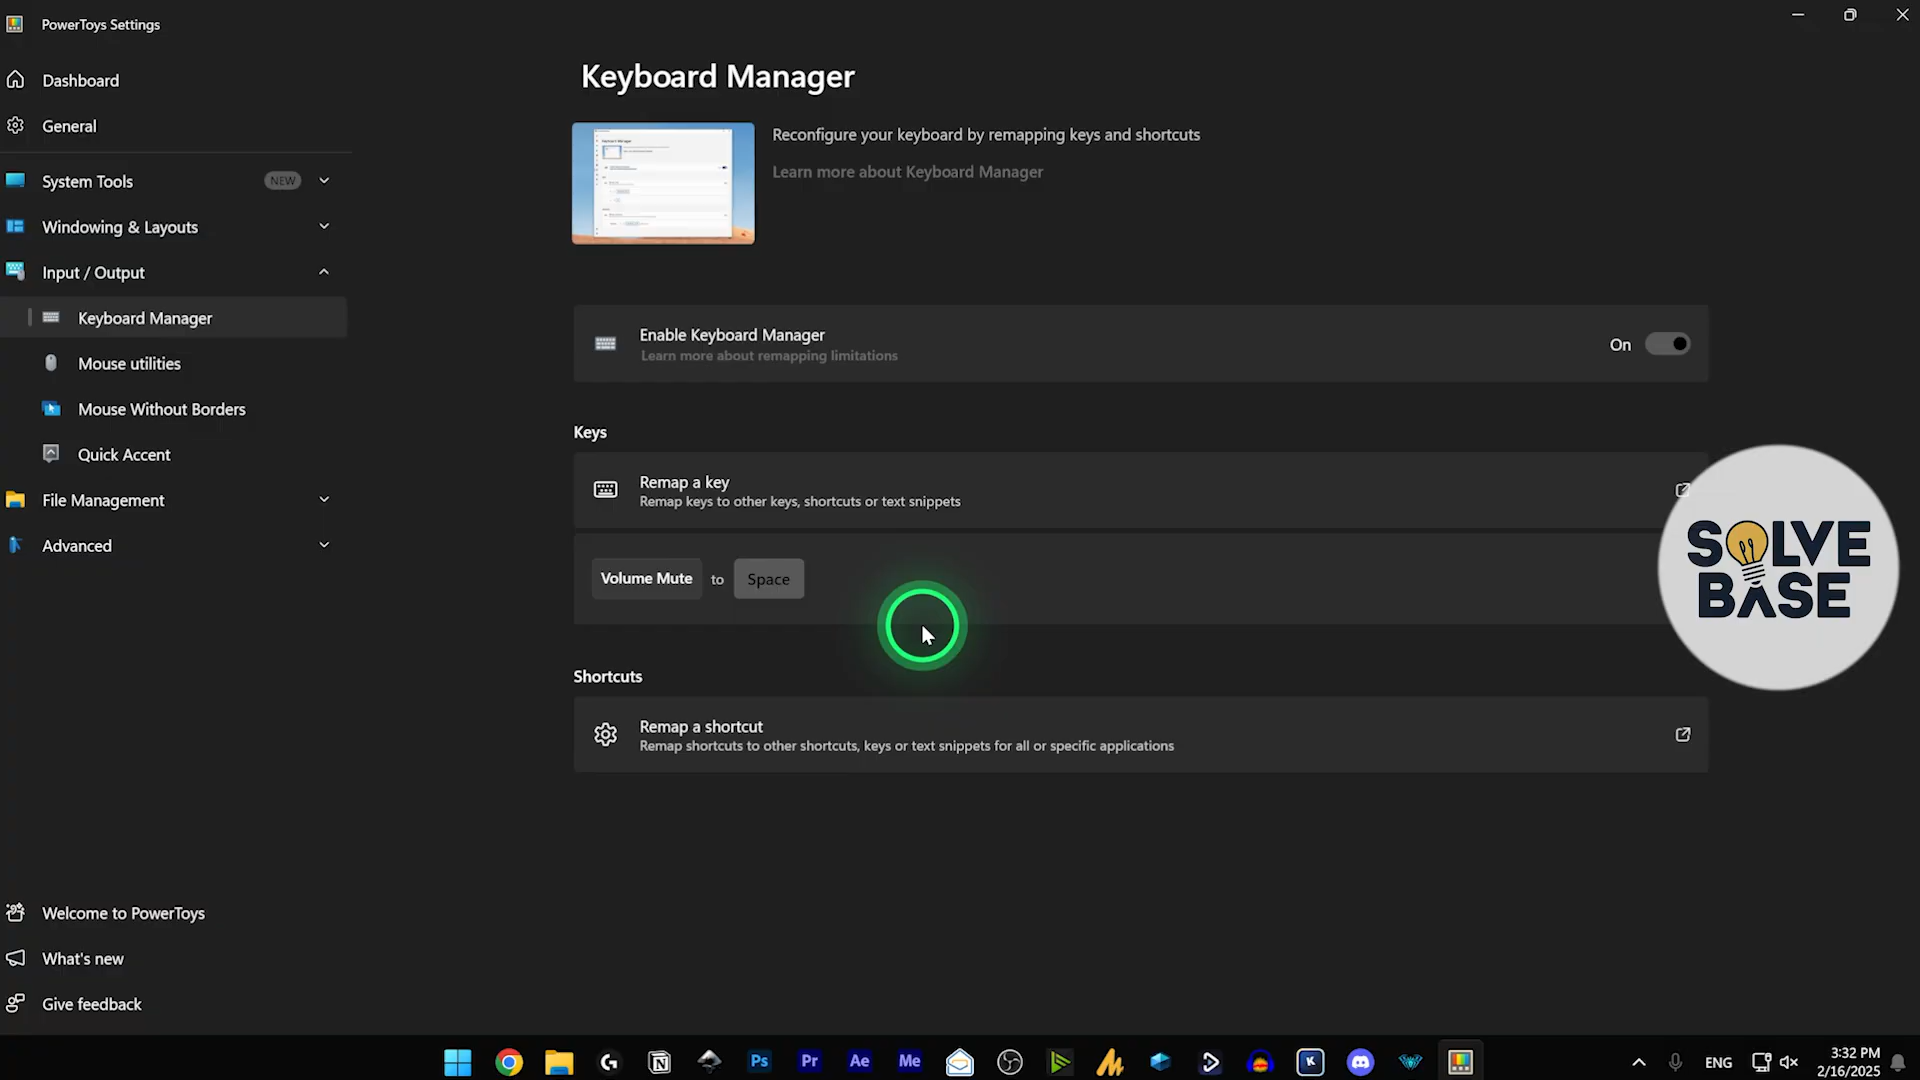 PowerToys Settings
Dashboard
General
System Tools
NEW
Windowing & Layouts
Input / Output
Keyboard Manager
Mouse utilities
Mouse Without Borders
Quick Accent
File Management
Advanced
Welcome to PowerToys
What's new
Give feedback
Keyboard Manager
Reconfigure your keyboard by remapping keys and shortcuts
Learn more about Keyboard Manager
Enable Keyboard Manager
Learn more about remapping limitations
On
Keys
Remap a key
Remap keys to other keys, shortcuts or text snippets
Volume Mute to Space
Shortcuts
Remap a shortcut
Remap shortcuts to other shortcuts, keys or text snippets for all or specific applications
SOLVE
BASE
Ps
Pr
Ae
Me
K
ENG
3:32 PM
2/16/2025